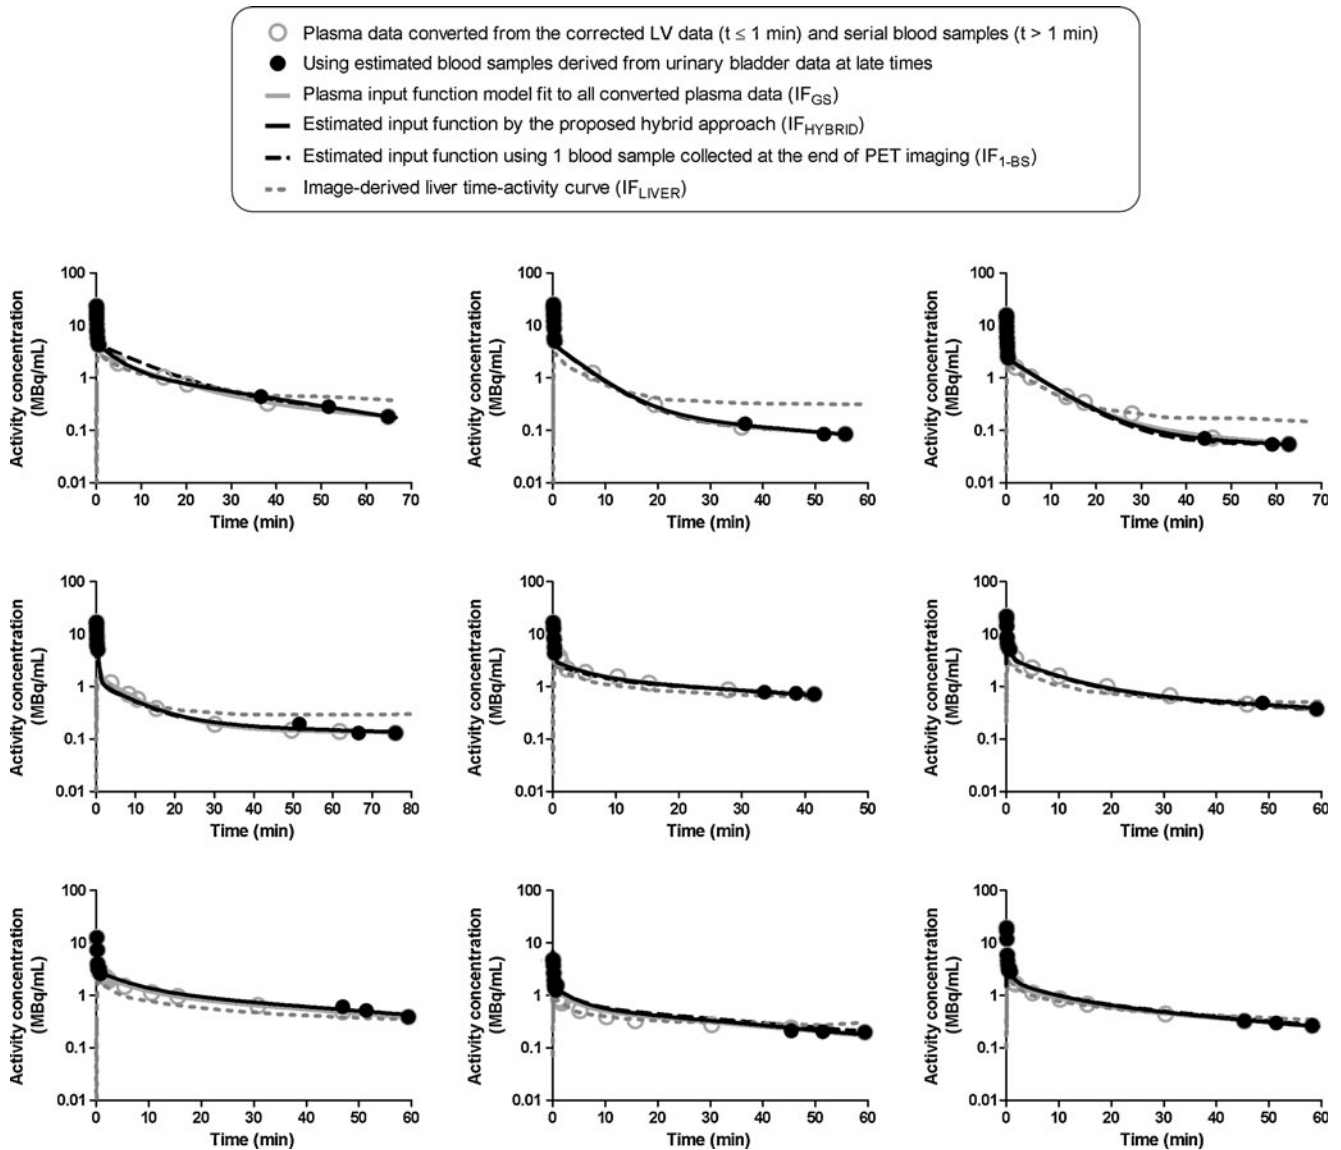 Plasma data converted from the corrected LV data (t ≤ 1 min) and serial blood samples (t > 1 min)
Using estimated blood samples derived from urinary bladder data at late times
Plasma input function model fit to all converted plasma data (IF_GS)
Estimated input function by the proposed hybrid approach (IF_HYBRID)
Estimated input function using 1 blood sample collected at the end of PET imaging (IF_1-BS)
Image-derived liver time-activity curve (IF_LIVER)
Activity concentration
(MBq/mL)
100
10
1
0.1
0.01
0 10 20 30 40 50 60 70
Time (min)
Activity concentration
(MBq/mL)
100
10
1
0.1
0.01
0 10 20 30 40 50 60
Time (min)
Activity concentration
(MBq/mL)
100
10
1
0.1
0.01
0 10 20 30 40 50 60 70
Time (min)
Activity concentration
(MBq/mL)
100
10
1
0.1
0.01
0 10 20 30 40 50 60 70 80
Time (min)
Activity concentration
(MBq/mL)
100
10
1
0.1
0.01
0 10 20 30 40 50
Time (min)
Activity concentration
(MBq/mL)
100
10
1
0.1
0.01
0 10 20 30 40 50 60
Time (min)
Activity concentration
(MBq/mL)
100
10
1
0.1
0.01
0 10 20 30 40 50 60
Time (min)
Activity concentration
(MBq/mL)
100
10
1
0.1
0.01
0 10 20 30 40 50 60
Time (min)
Activity concentration
(MBq/mL)
100
10
1
0.1
0.01
0 10 20 30 40 50 60
Time (min)